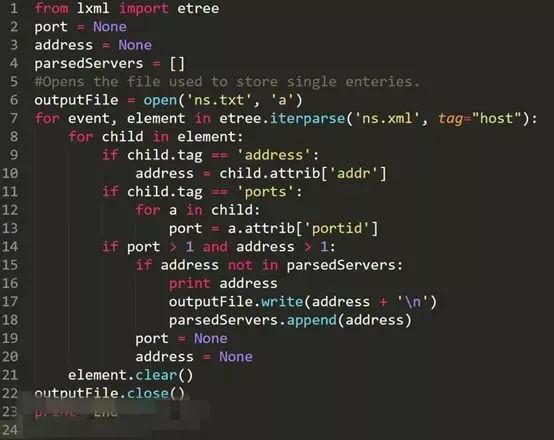 1 from lxml import etree
2 port = None
3 address = None
4 parsedServers = []
5 #Opens the file used to store single enteries.
6 outputFile = open('ns.txt', 'a')
7 for event, element in etree.iterparse('ns.xml', tag="host"):
8     for child in element:
9         if child.tag == 'address':
10             address = child.attrib['addr']
11         if child.tag == 'ports':
12             for a in child:
13                 port = a.attrib['portid']
14         if port > 1 and address > 1:
15             if address not in parsedServers:
16                 print address
17                 outputFile.write(address + '\n')
18                 parsedServers.append(address)
19             port = None
20             address = None
21     element.clear()
22 outputFile.close()
23 print End
24